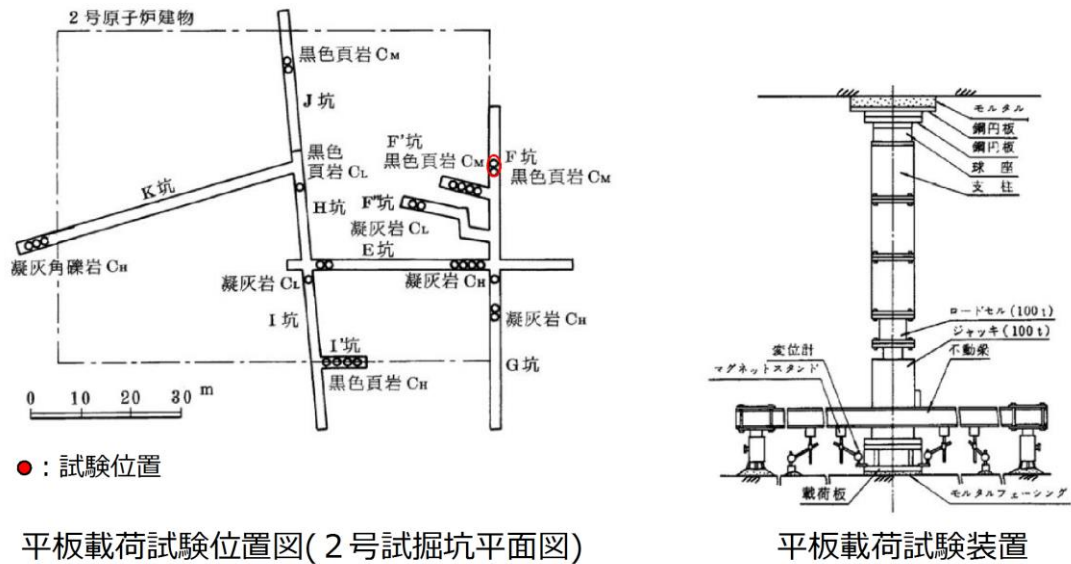 2号原子炉建物
黒色頁岩 CM
J坑
黒色
頁岩 CL
F'坑
黒色頁岩 CM
F坑
黒色頁岩 CM
K坑
H坑
F"坑
凝灰岩 CL
E坑
凝灰角礫岩 CH
凝灰岩 CL
凝灰岩 CH
凝灰岩 CH
I坑
I'坑
黒色頁岩 CH
G坑
0 10 20 30 m
●：試験位置
平板載荷試験位置図(２号試掘坑平面図)
モルタル
鋼円板
鋼円板
球座
支柱
ロードセル(100t)
ジャッキ(100t)
不動梁
変位計
マグネットスタンド
載荷板
モルタルフェーシング
平板載荷試験装置